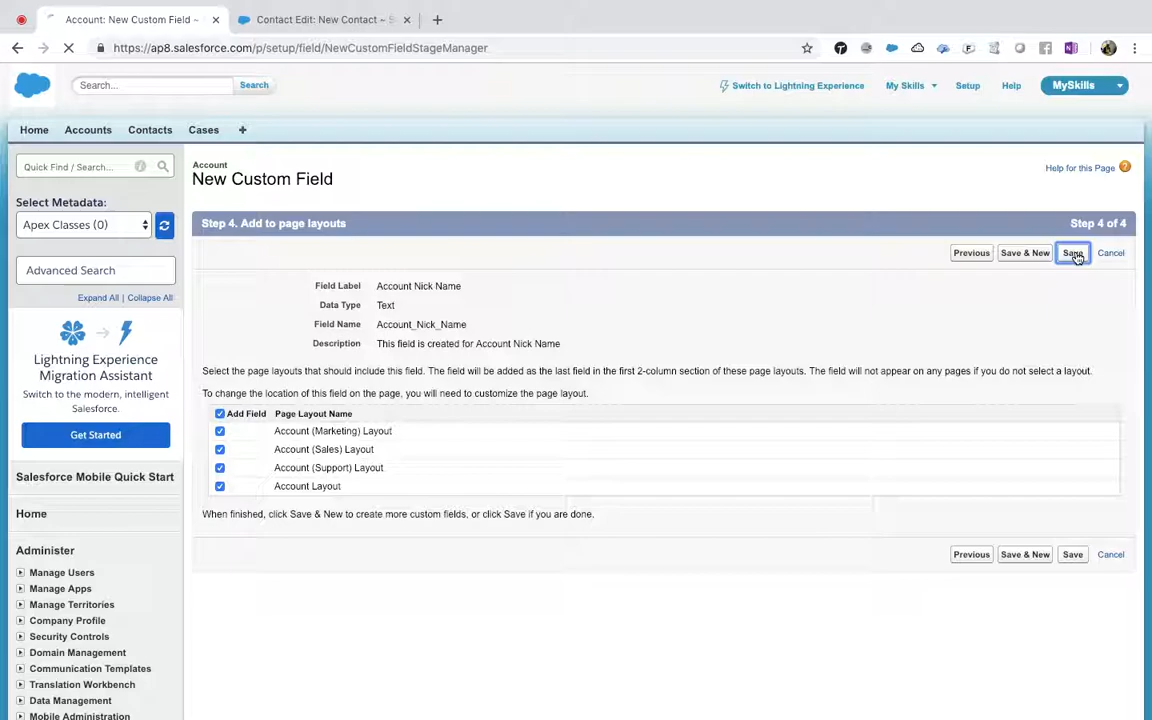 Account: New Custom Field ~
Contact Edit: New Contact ~ S
https://ap8.salesforce.com/p/setup/field/NewCustomFieldStageManager
Search...
Search
Switch to Lightning Experience
My Skills
Setup
Help
MySkills
Home
Accounts
Contacts
Cases
+
Quick Find / Search...
Select Metadata:
Apex Classes (0)
Advanced Search
Expand All | Collapse All
Lightning Experience
Migration Assistant
Switch to the modern, intelligent
Salesforce.
Get Started
Salesforce Mobile Quick Start
Home
Administer
Manage Users
Manage Apps
Manage Territories
Company Profile
Security Controls
Domain Management
Communication Templates
Translation Workbench
Data Management
Mobile Administration
Account
New Custom Field
Help for this Page ?
Step 4. Add to page layouts
Step 4 of 4
Previous
Save & New
Save
Cancel
Field Label Account Nick Name
Data Type Text
Field Name Account_Nick_Name
Description This field is created for Account Nick Name
Select the page layouts that should include this field. The field will be added as the last field in the first 2-column section of these page layouts. The field will not appear on any pages if you do not select a layout.
To change the location of this field on the page, you will need to customize the page layout.
Add Field Page Layout Name
Account (Marketing) Layout
Account (Sales) Layout
Account (Support) Layout
Account Layout
When finished, click Save & New to create more custom fields, or click Save if you are done.
Previous
Save & New
Save
Cancel